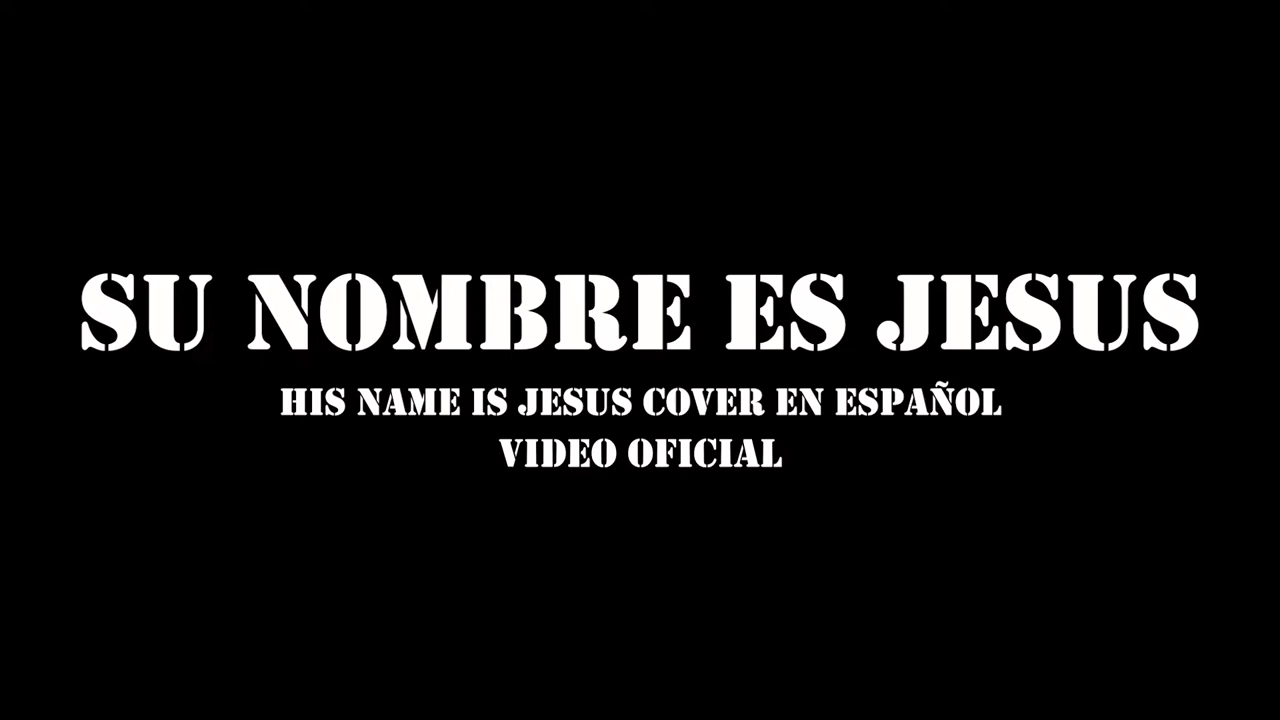 SU NOMBRE ES JESUS
HIS NAME IS JESUS COVER EN ESPAÑOL
VIDEO OFICIAL